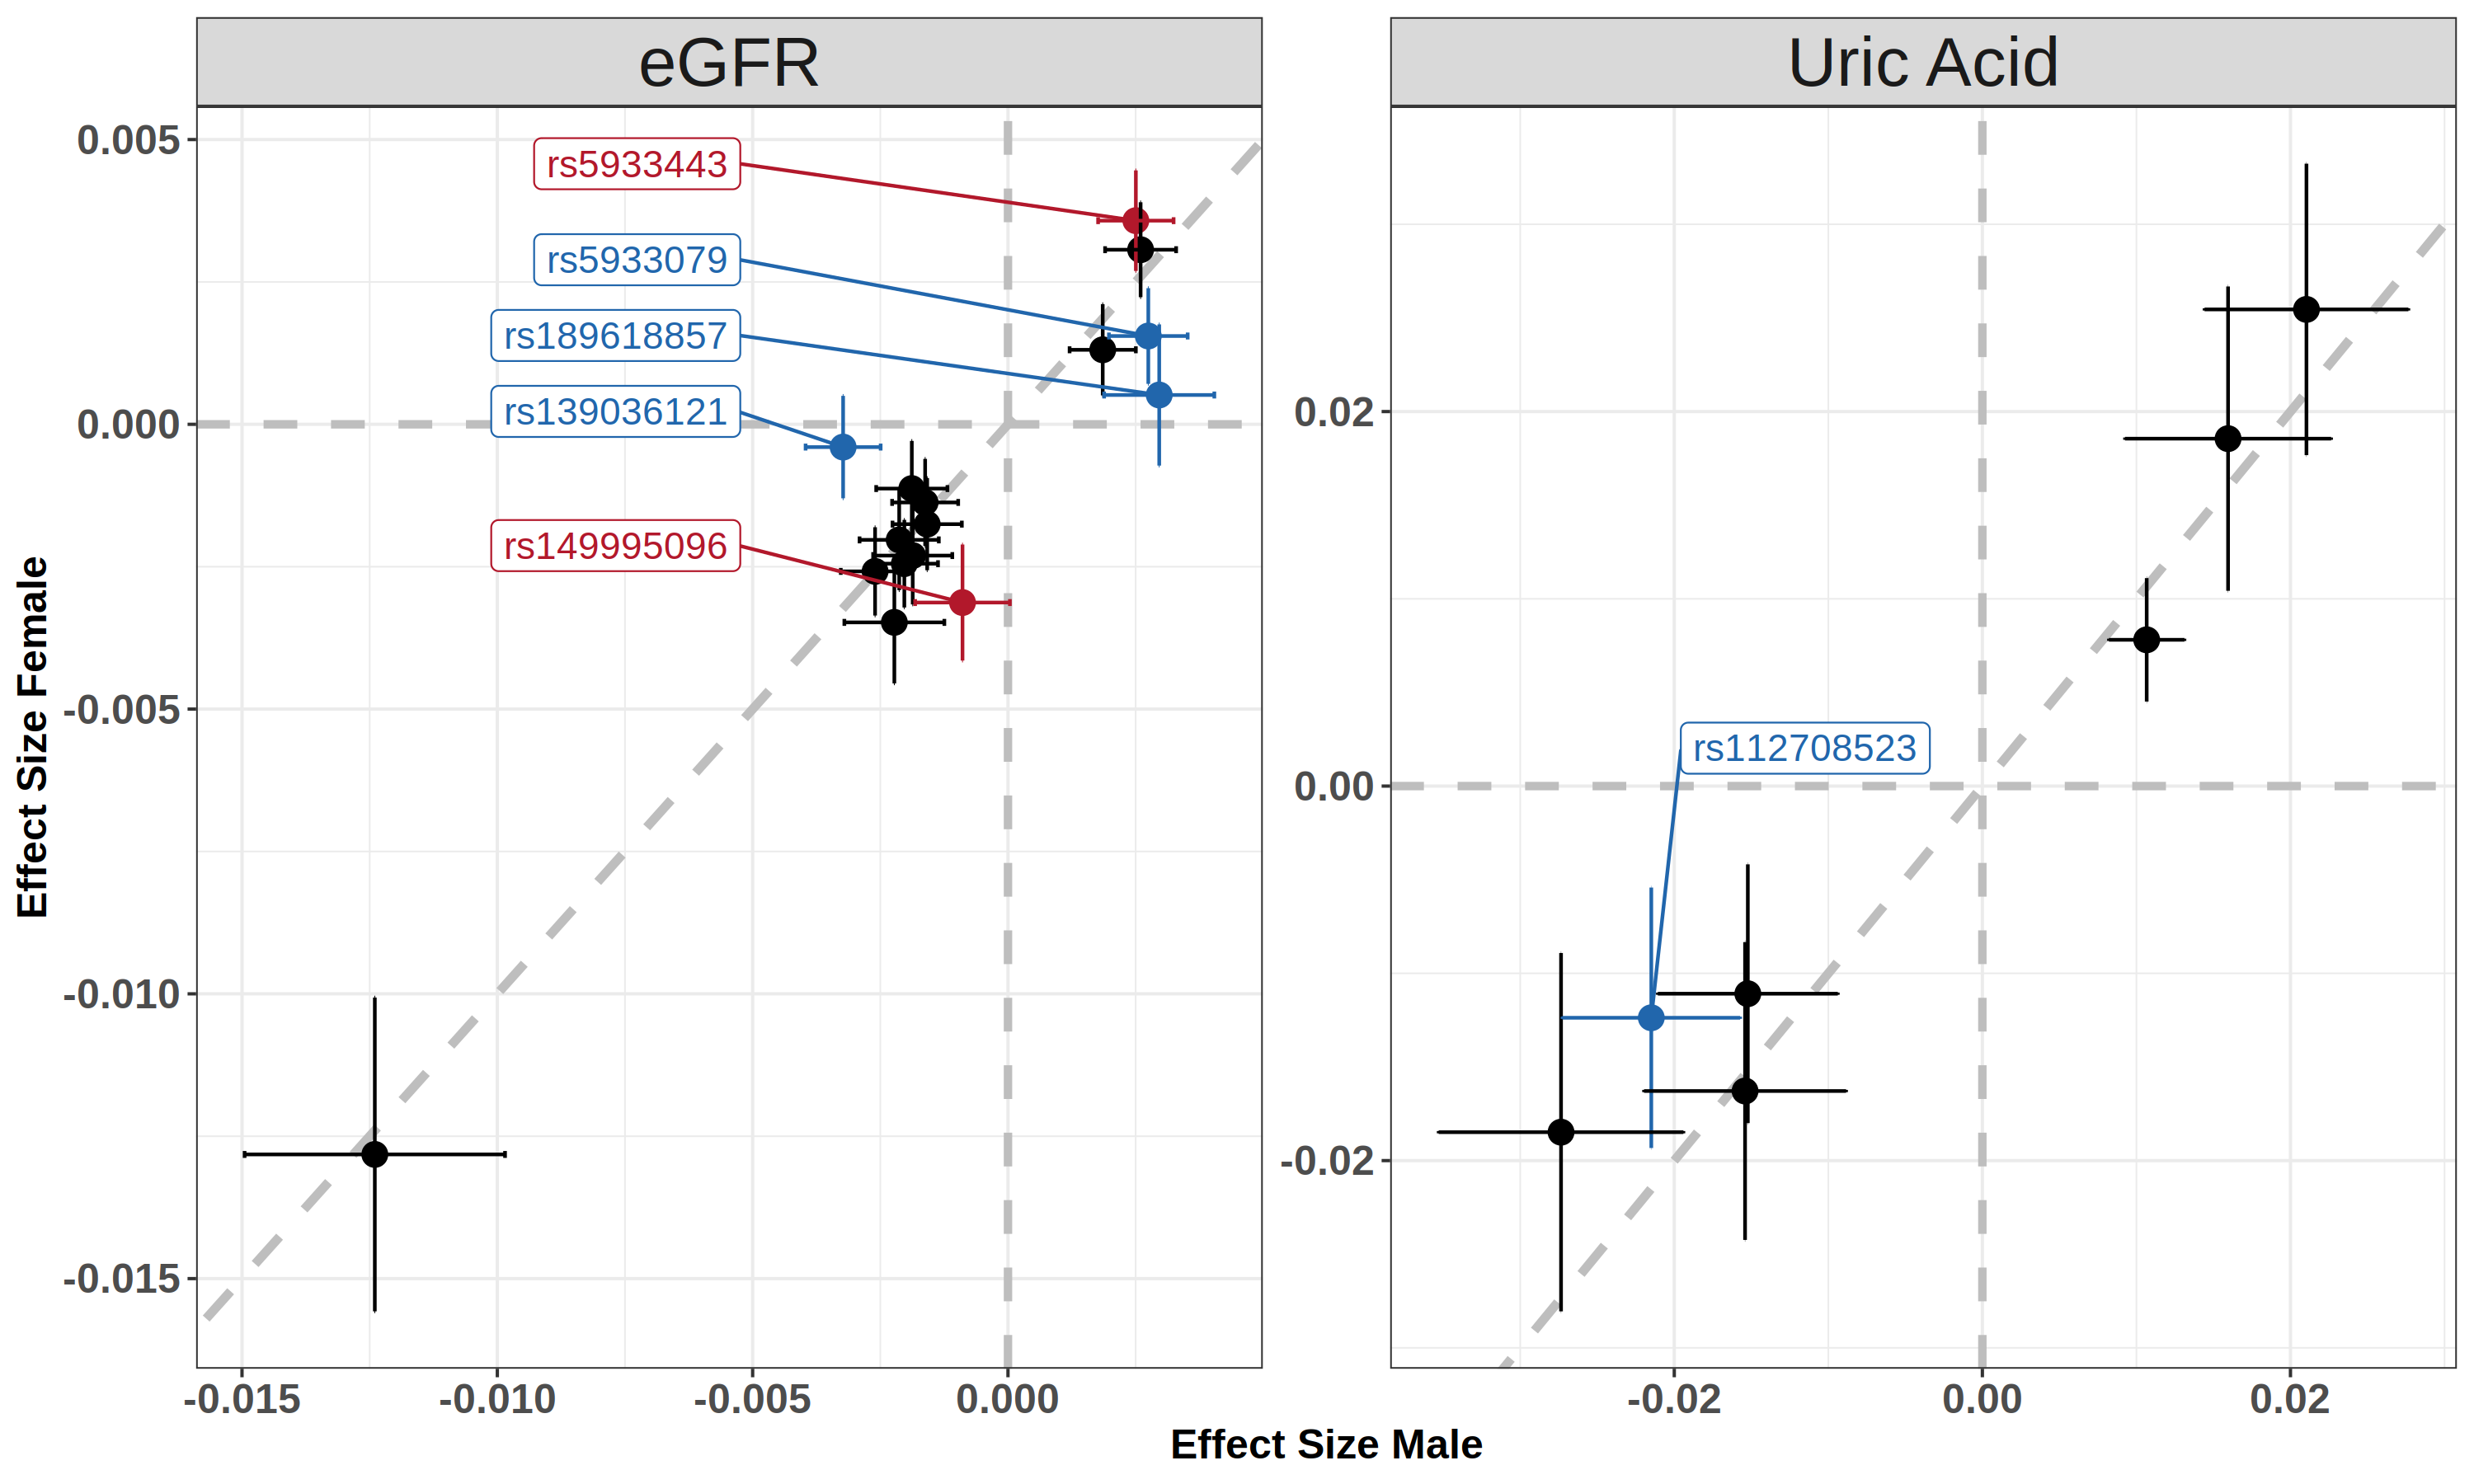 eGFR
Uric Acid
Effect Size Female
0.005
0.000
-0.005
-0.010
-0.015
rs5933443
rs5933079
rs189618857
rs139036121
rs149995096
-0.015
-0.010
-0.005
0.000
0.02
0.00
-0.02
rs112708523
-0.02
0.00
0.02
Effect Size Male